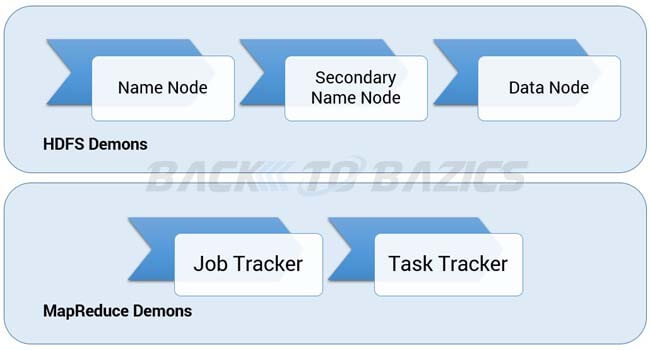 Name Node
Secondary
Name Node
Data Node
HDFS Demons
BACK TO BAZICS
Job Tracker
Task Tracker
MapReduce Demons